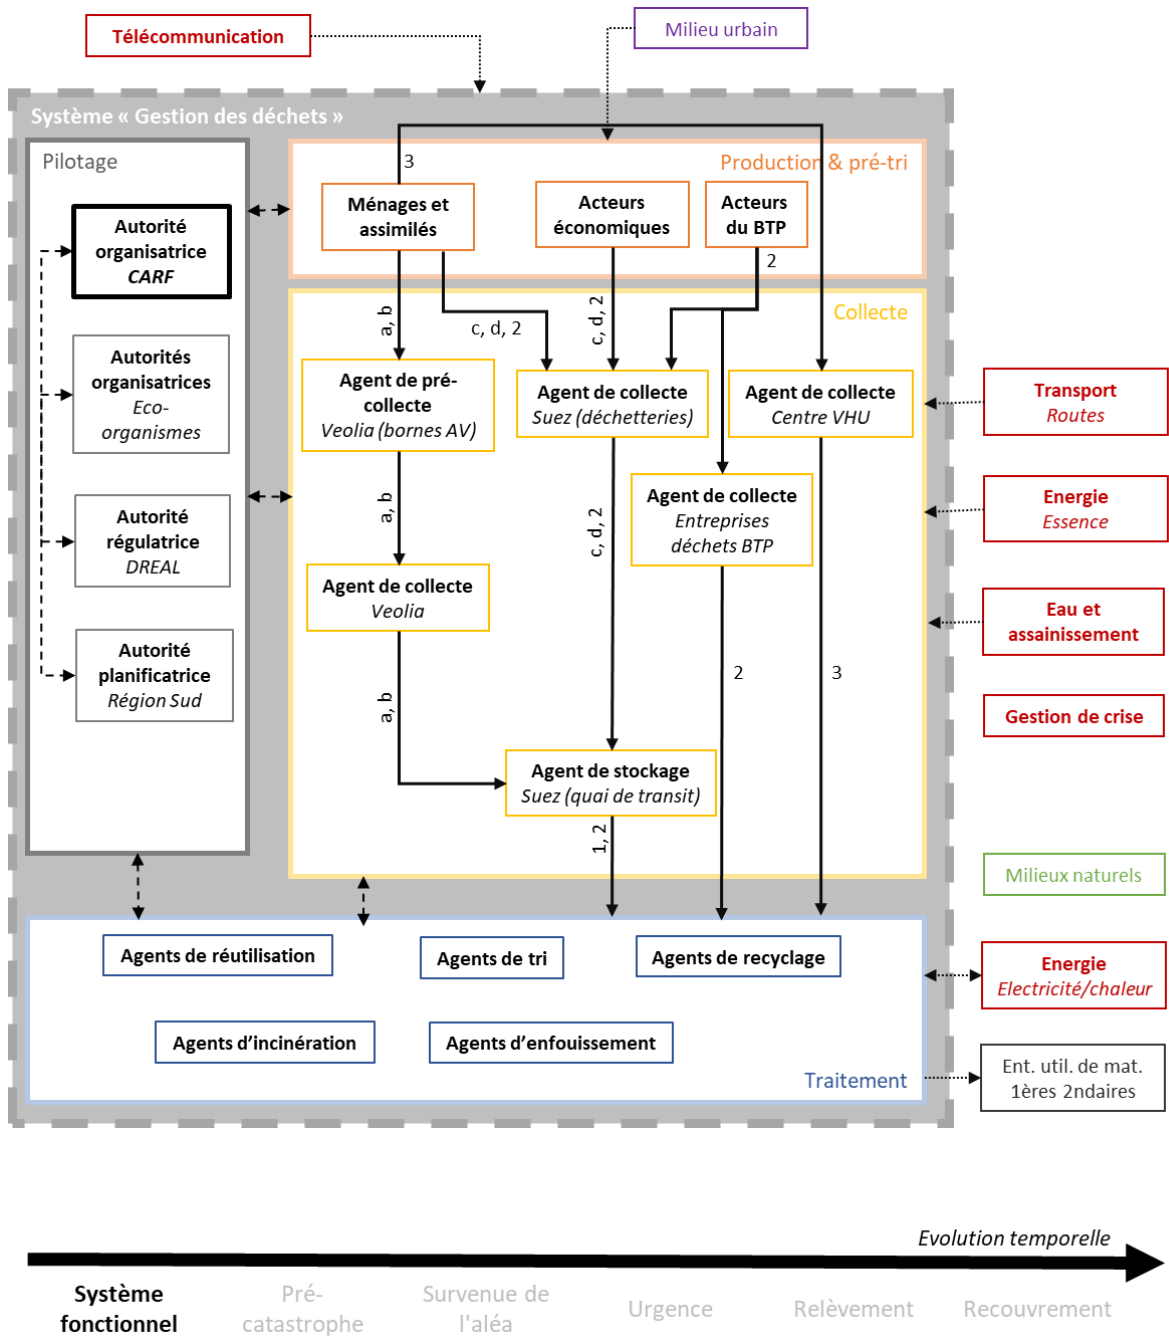 Télécommunication
Milieu urbain
Système « Gestion des déchets »
Pilotage
Autorité
organisatrice
CARF
Autorités
organisatrices
Eco-
organismes
Autorité
régulatrice
DREAL
Autorité
planificatrice
Région Sud
Production & pré-tri
3
Ménages et
assimilés
Acteurs
économiques
Acteurs
du BTP
2
Collecte
a, b
c, d, 2
c, d, 2
Agent de pré-
collecte
Veolia (bornes AV)
Agent de collecte
Suez (déchetteries)
Agent de collecte
Centre VHU
a, b
c, d, 2
Agent de collecte
Entreprises
déchets BTP
Agent de collecte
Veolia
a, b
2
3
Agent de stockage
Suez (quai de transit)
1, 2
Transport
Routes
Energie
Essence
Eau et
assainissement
Gestion de crise
Milieux naturels
Agents de réutilisation
Agents de tri
Agents de recyclage
Agents d’incinération
Agents d’enfouissement
Traitement
Energie
Electricité/chaleur
Ent. util. de mat.
1ères 2ndaires
Evolution temporelle
Système
fonctionnel
Pré-
catastrophe
Survenue de
l'aléa
Urgence
Relèvement
Recouvrement